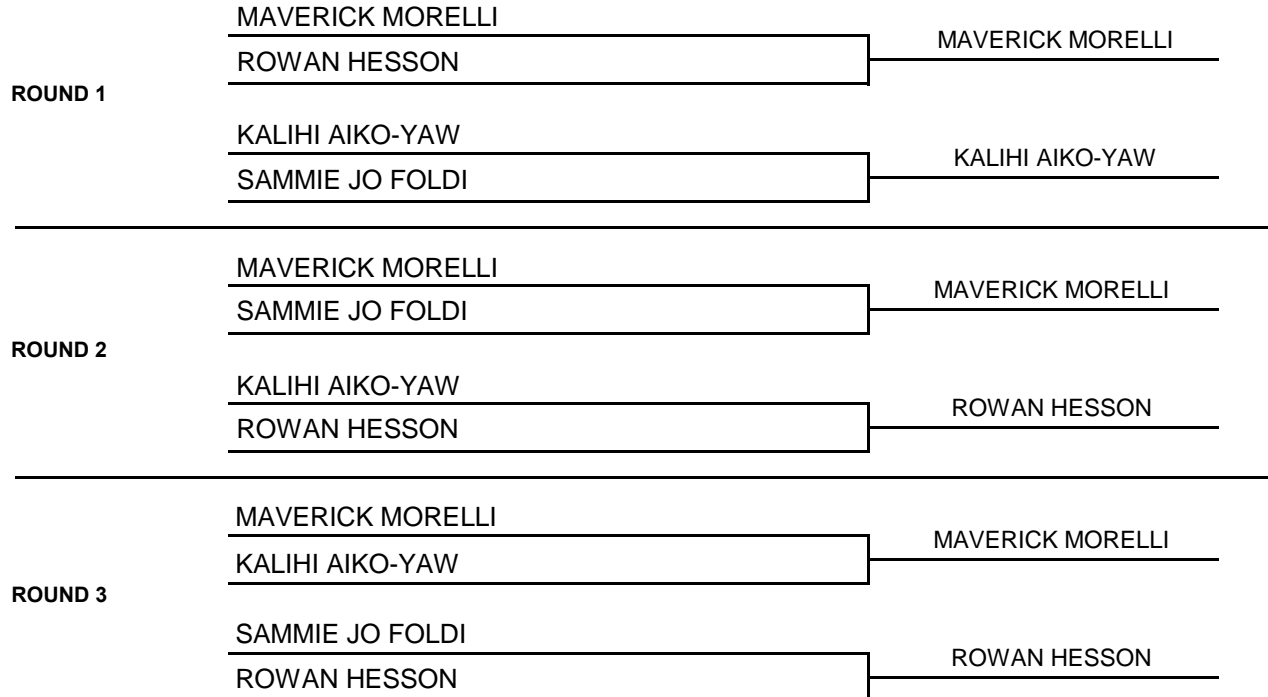 MAVERICK MORELLI
MAVERICK MORELLI
ROWAN HESSON
ROUND 1
KALIHI AIKO-YAW
KALIHI AIKO-YAW
SAMMIE JO FOLDI
MAVERICK MORELLI
MAVERICK MORELLI
SAMMIE JO FOLDI
ROUND 2
KALIHI AIKO-YAW
ROWAN HESSON
ROWAN HESSON
MAVERICK MORELLI
MAVERICK MORELLI
KALIHI AIKO-YAW
ROUND 3
SAMMIE JO FOLDI
ROWAN HESSON
ROWAN HESSON